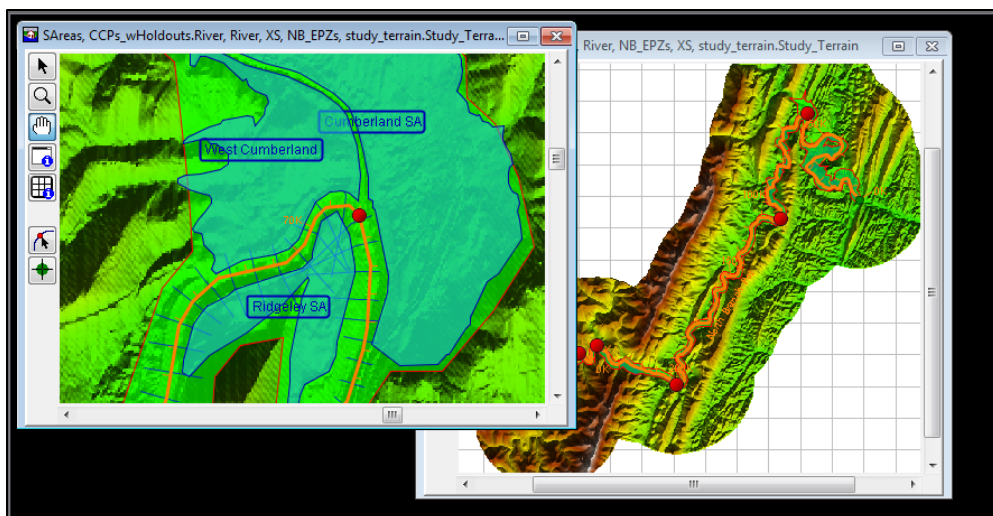 SAreas, CCPs_wHoldouts.River, River, XS, NB_EPZs, study_terrain.Study_Terra...
, River, NB_EPZs, XS, study_terrain.Study_Terrain
Cumberland SA
West Cumberland
Ridgeley SA